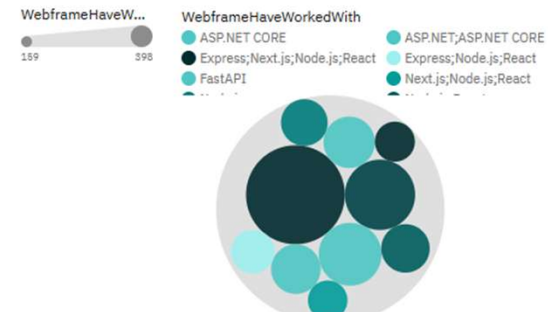 WebframeHaveW...
159
398
WebframeHaveWorkedWith
ASP.NET CORE
ASP.NET;ASP.NET CORE
Express;Next.js;Node.js;React
Express;Node.js;React
FastAPI
Next.js;Node.js;React